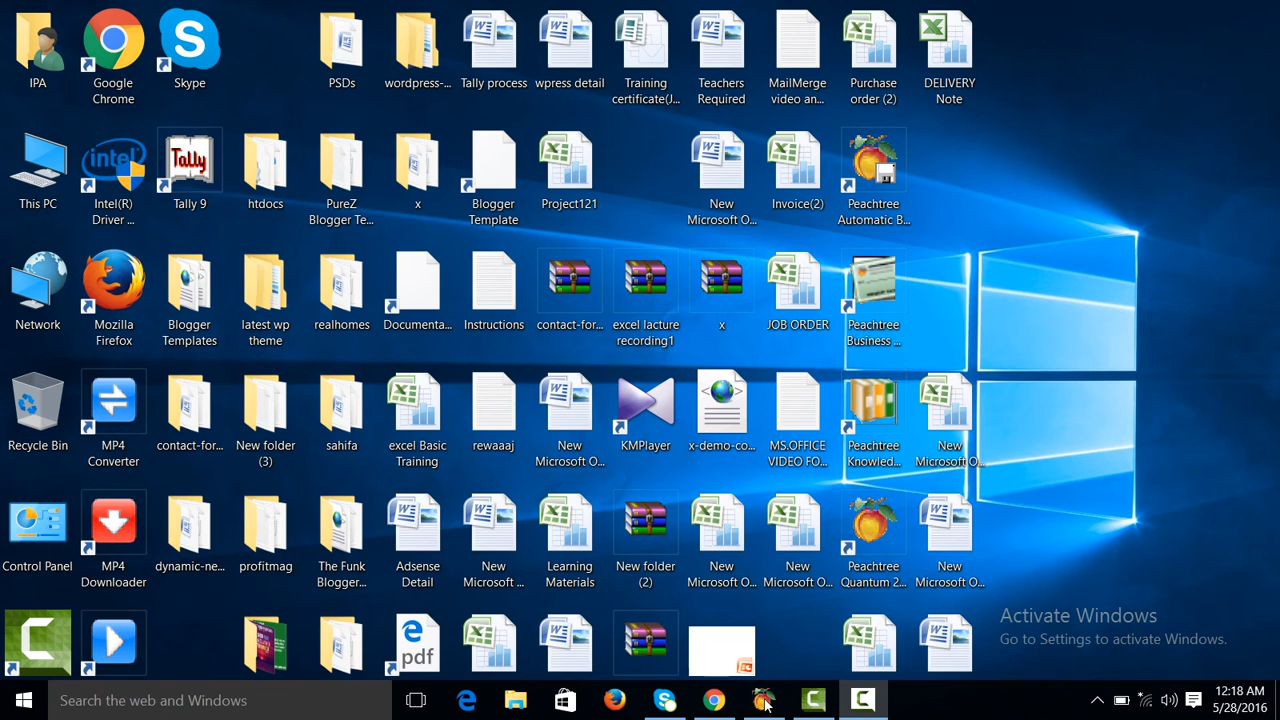 IPA
Google
Chrome
Skype
PSDs
wordpress-...
Tally process
wpress detail
Training
certificate(J...
Teachers
Required
MailMerge
video an...
Purchase
order (2)
DELIVERY
Note
This PC
intel
Intel(R)
Driver ...
Tally
Tally 9
htdocs
PureZ
Blogger Te...
x
Blogger
Template
Project121
New
Microsoft O...
Invoice(2)
Peachtree
Automatic B...
Network
Mozilla
Firefox
Blogger
Templates
latest wp
theme
realhomes
Documenta...
Instructions
contact-for...
excel lacture
recording1
x
JOB ORDER
Peachtree
Business ...
Recycle Bin
MP4
Converter
contact-for...
New folder
(3)
sahifa
excel Basic
Training
rewaaaj
New
Microsoft O...
KMPlayer
x-demo-co...
MS.OFFICE
VIDEO FO...
Peachtree
Knowled...
New
Microsoft O...
Control Panel
MP4
Downloader
dynamic-ne...
profitmag
The Funk
Blogger...
Adsense
Detail
New
Microsoft ...
Learning
Materials
New folder
(2)
New
Microsoft O...
New
Microsoft O...
Peachtree
Quantum 2...
New
Microsoft O...
pdf
Activate Windows
Go to Settings to activate Windows.
Search the web and Windows
12:18 AM
5/28/2016